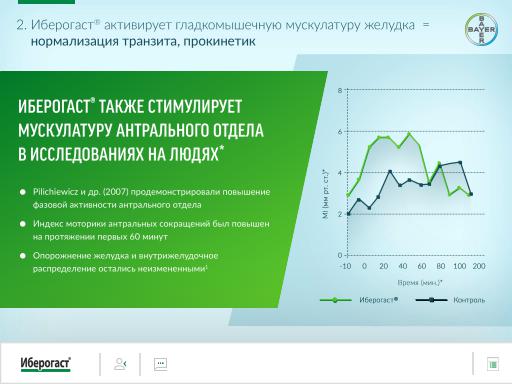 2. Иберогаст® активирует гладкомышечную мускулатуру желудка =
нормализация транзита, прокинетик
BAYER
BAYER
ИБЕРОГАСТ® ТАКЖЕ СТИМУЛИРУЕТ
МУСКУЛАТУРУ АНТРАЛЬНОГО ОТДЕЛА
В ИССЛЕДОВАНИЯХ НА ЛЮДЯХ*
Pilichiewicz и др. (2007) продемонстрировали повышение
фазовой активности антрального отдела
Индекс моторики антральных сокращений был повышен
на протяжении первых 60 минут
Опорожнение желудка и внутрижелудочное
распределение остались неизмененными¹
MI (мм рт. ст.)*
8
6
4
2
0
-10 0 20 40 60 80 100 200
Время (мин.)*
Иберогаст® Контроль
Иберогаст®